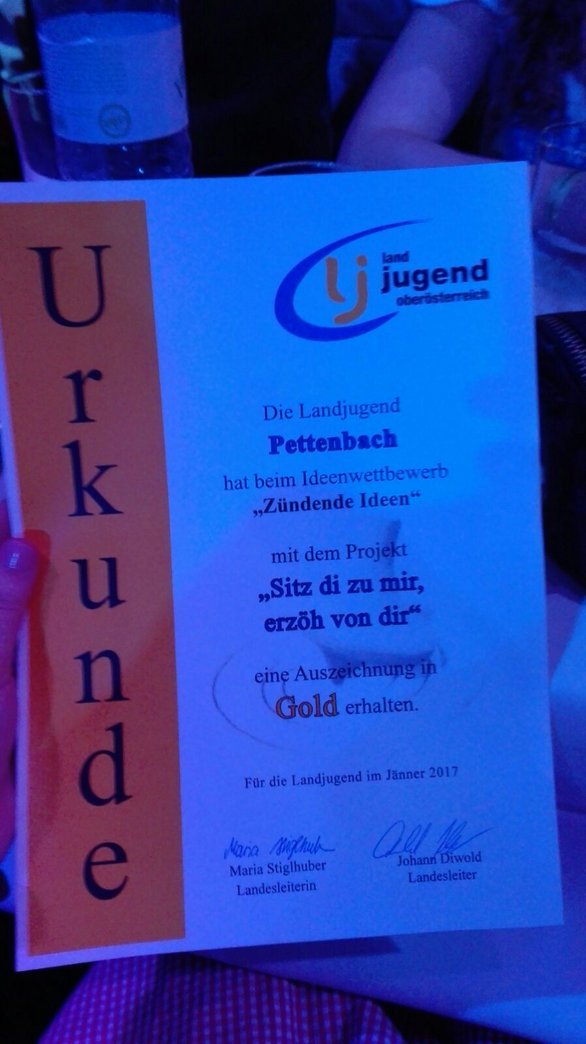 Urkunde
lj
land
jugend
oberösterreich
Die Landjugend
Pettenbach
hat beim Ideenwettbewerb
„Zündende Ideen“
mit dem Projekt
„Sitz di zu mir,
erzöh von dir“
eine Auszeichnung in
Gold erhalten.
Für die Landjugend im Jänner 2017
Maria Stiglhuber
Landesleiterin
Johann Diwold
Landesleiter